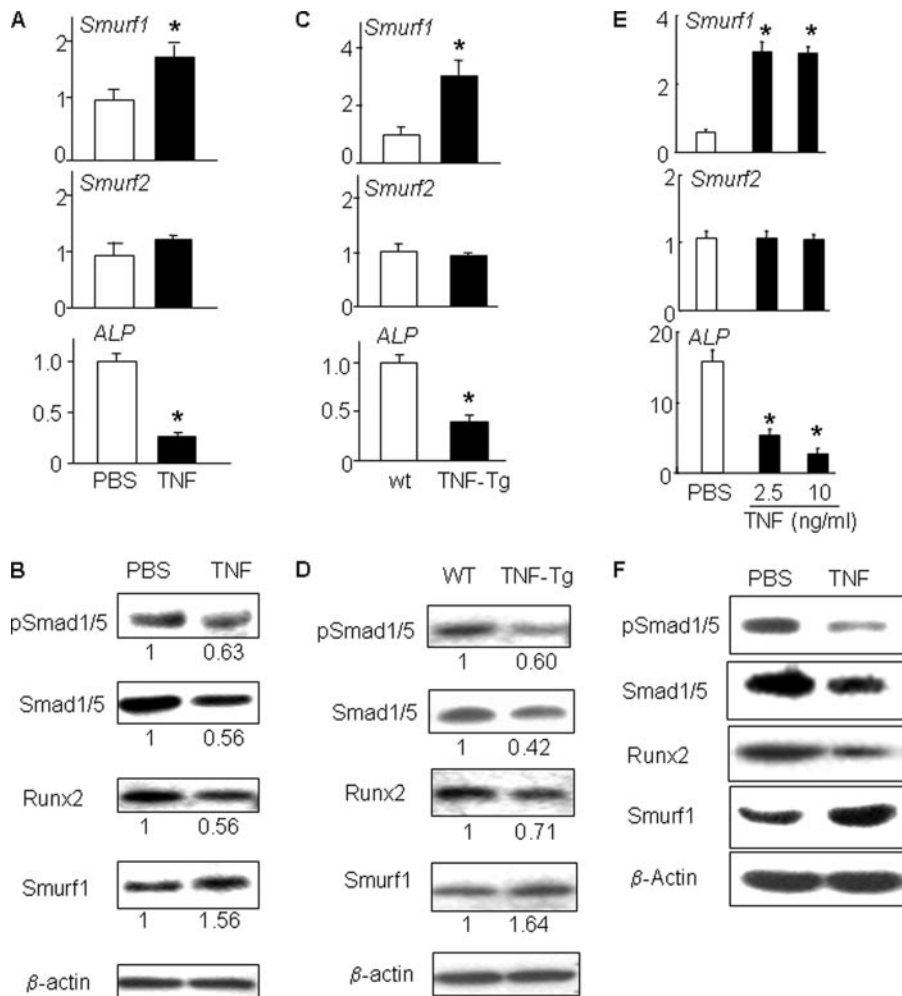 A
Smurf1
*
2
1
0
Smurf2
2
1
0
ALP
1.0
0.5
0
*
PBS TNF
C
Smurf1
*
4
2
0
Smurf2
2
1
0
ALP
1.0
0.5
0
*
wt TNF-Tg
E
Smurf1
* *
4
2
0
Smurf2
2
1
0
ALP
20
10
0
* *
PBS 2.5 10
TNF (ng/ml)
B
PBS TNF
pSmad1/5
1 0.63
Smad1/5
1 0.56
Runx2
1 0.56
Smurf1
1 1.56
β-actin
D
WT TNF-Tg
pSmad1/5
1 0.60
Smad1/5
1 0.42
Runx2
1 0.71
Smurf1
1 1.64
β-actin
F
PBS TNF
pSmad1/5
Smad1/5
Runx2
Smurf1
β-Actin